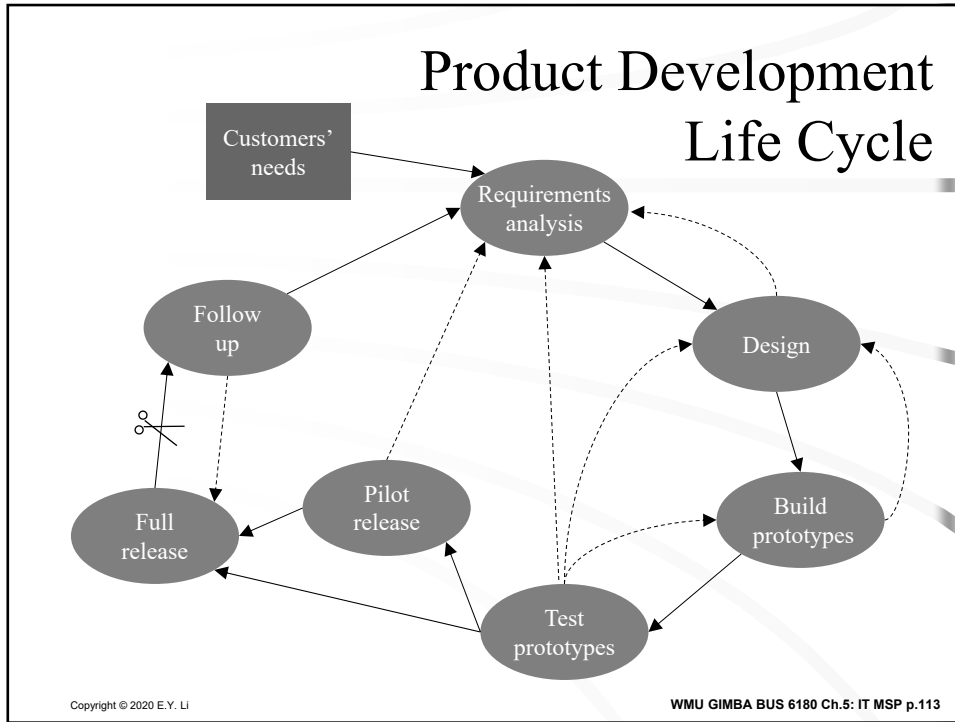 Product Development
Life Cycle
Customers’
needs
Requirements
analysis
Follow
up
Design
Pilot
release
Full
release
Build
prototypes
Test
prototypes
Copyright © 2020 E.Y. Li
WMU GIMBA BUS 6180 Ch.5: IT MSP p.113